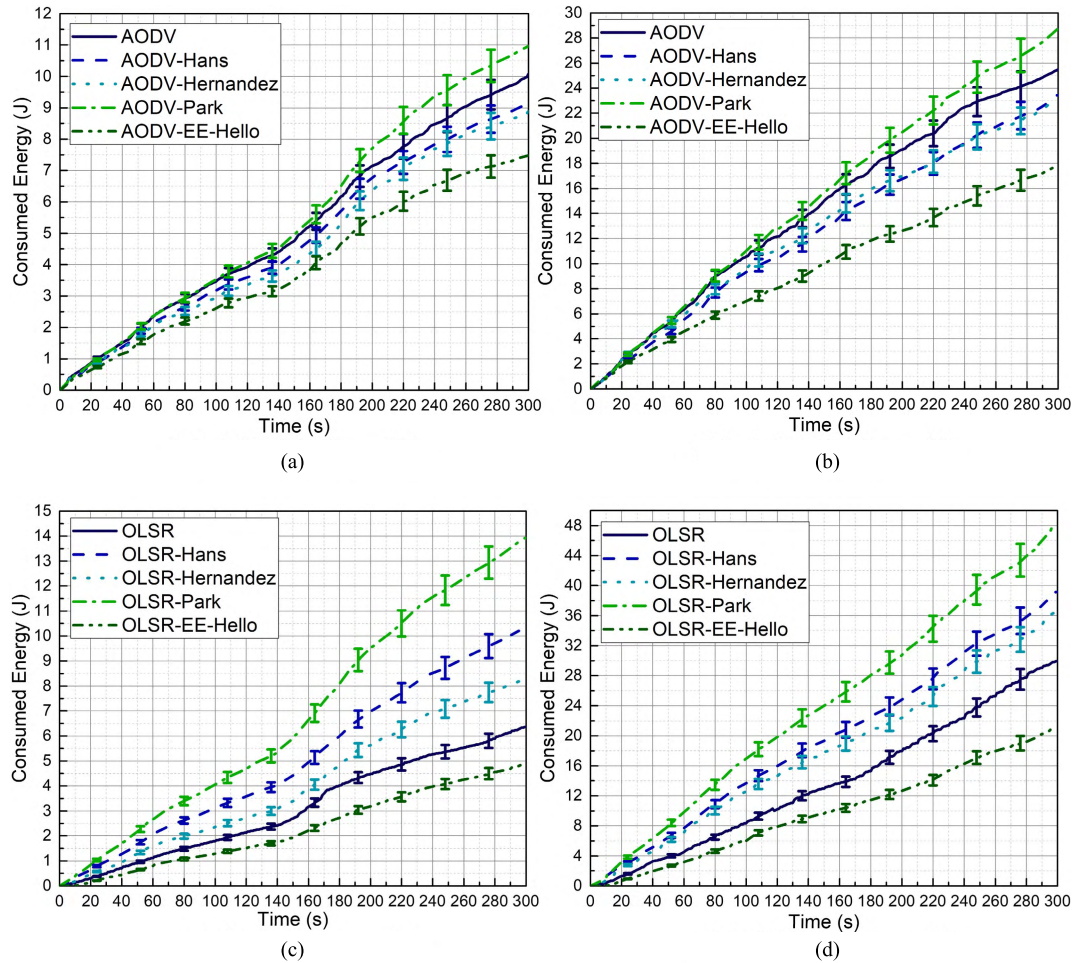 12
11
10
9
8
7
6
5
4
3
2
1
0
Consumed Energy (J)
AODV
AODV-Hans
AODV-Hernandez
AODV-Park
AODV-EE-Hello
0 20 40 60 80 100 120 140 160 180 200 220 240 260 280 300
Time (s)
(a)
30
28
26
24
22
20
18
16
14
12
10
8
6
4
2
0
Consumed Energy (J)
AODV
AODV-Hans
AODV-Hernandez
AODV-Park
AODV-EE-Hello
0 20 40 60 80 100 120 140 160 180 200 220 240 260 280 300
Time (s)
(b)
15
14
13
12
11
10
9
8
7
6
5
4
3
2
1
0
Consumed Energy (J)
OLSR
OLSR-Hans
OLSR-Hernandez
OLSR-Park
OLSR-EE-Hello
0 20 40 60 80 100 120 140 160 180 200 220 240 260 280 300
Time (s)
(c)
48
44
40
36
32
28
24
20
16
12
8
4
0
Consumed Energy (J)
OLSR
OLSR-Hans
OLSR-Hernandez
OLSR-Park
OLSR-EE-Hello
0 20 40 60 80 100 120 140 160 180 200 220 240 260 280 300
Time (s)
(d)